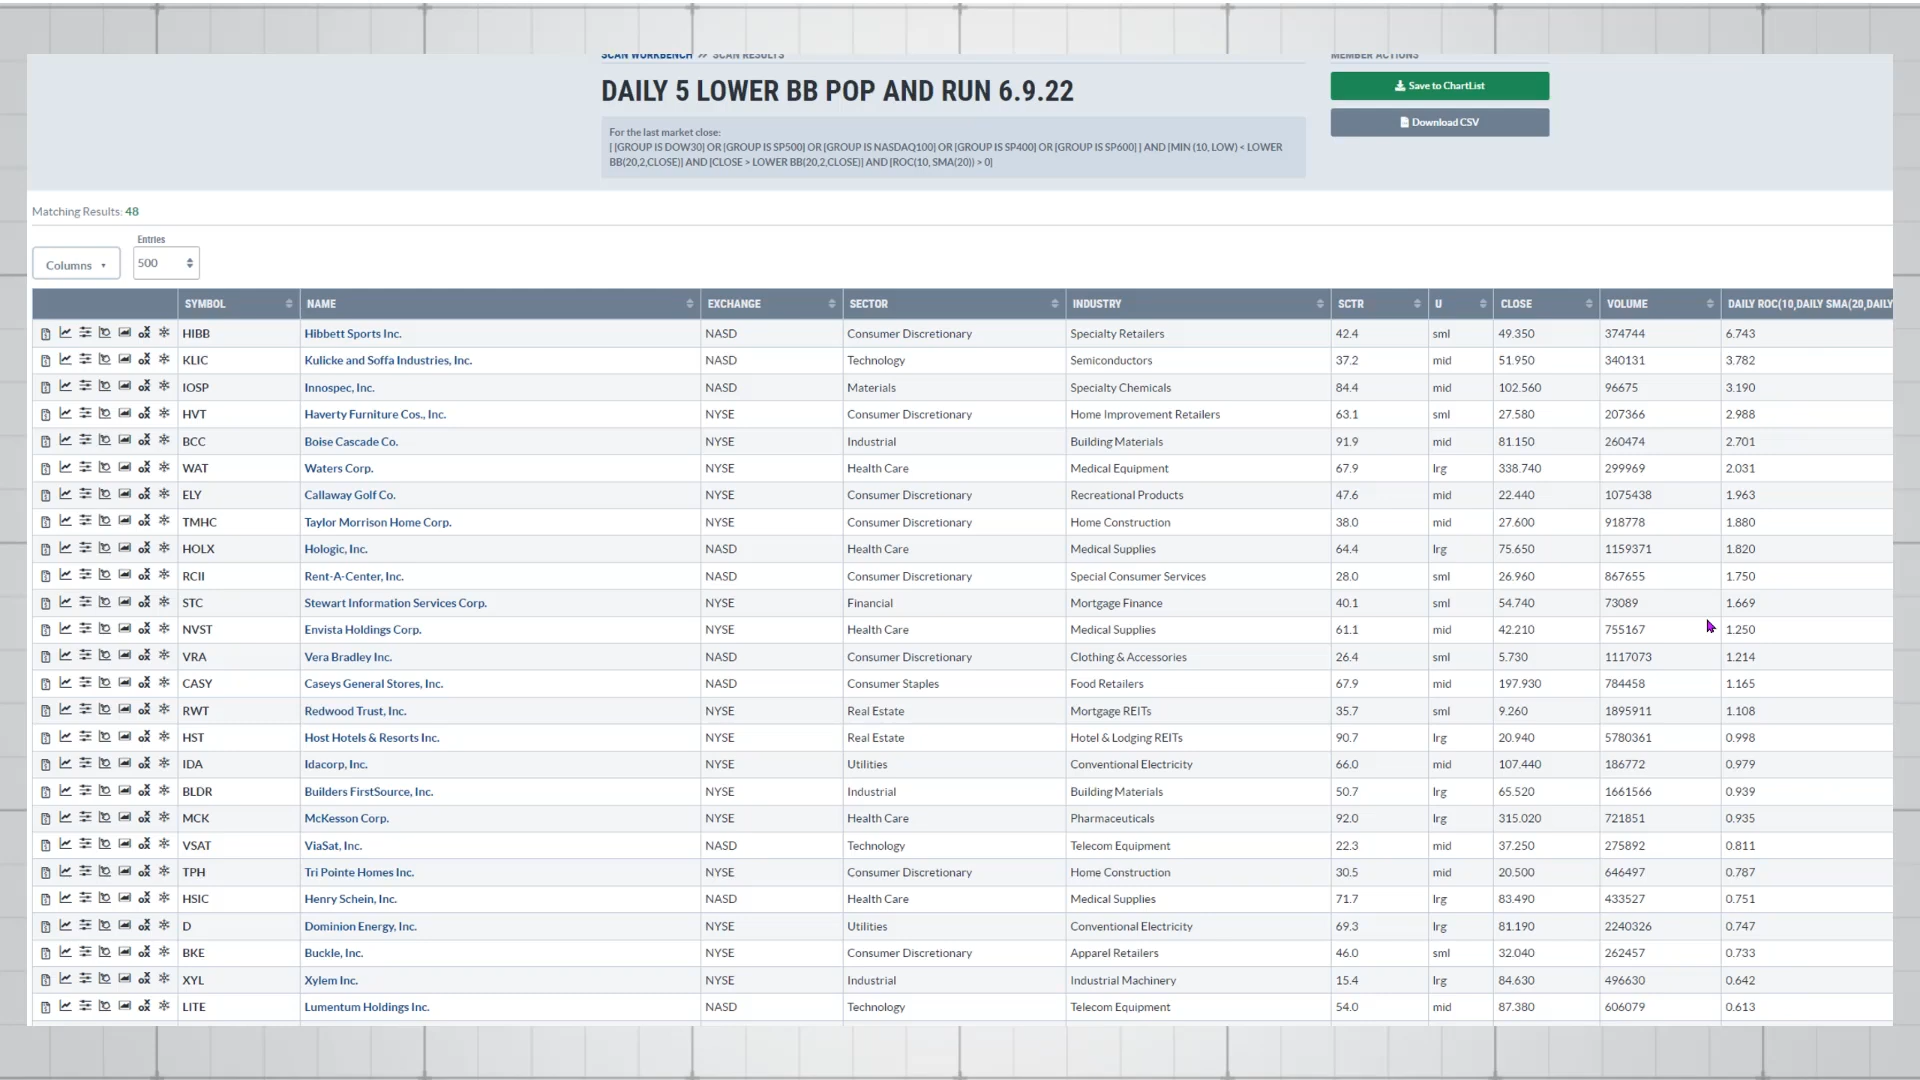 SCAN WORKBENCH >> SCAN RESULTS
MEMBER ACTIONS
DAILY 5 LOWER BB POP AND RUN 6.9.22
Save to ChartList
Download CSV
For the last market close:
[ [GROUP IS DOW30] OR [GROUP IS SP500] OR [GROUP IS NASDAQ100] OR [GROUP IS SP400] OR [GROUP IS SP600] ] AND [MIN (10, LOW) < LOWER
BB(20,2,CLOSE)] AND [CLOSE > LOWER BB(20,2,CLOSE)] AND [ROC(10, SMA(20)) > 0]
Matching Results: 48
Entries
Columns 500
SYMBOL NAME EXCHANGE SECTOR INDUSTRY SCTR U CLOSE VOLUME DAILY ROC(10,DAILY SMA(20,DAILY
HIBB Hibbett Sports Inc. NASD Consumer Discretionary Specialty Retailers 42.4 sml 49.350 374744 6.743
KLIC Kulicke and Soffa Industries, Inc. NASD Technology Semiconductors 37.2 mid 51.950 340131 3.782
IOSP Innospec, Inc. NASD Materials Specialty Chemicals 84.4 mid 102.560 96675 3.190
HVT Haverty Furniture Cos., Inc. NYSE Consumer Discretionary Home Improvement Retailers 63.1 sml 27.580 207366 2.988
BCC Boise Cascade Co. NYSE Industrial Building Materials 91.9 mid 81.150 260474 2.701
WAT Waters Corp. NYSE Health Care Medical Equipment 67.9 lrg 338.740 299969 2.031
ELY Callaway Golf Co. NYSE Consumer Discretionary Recreational Products 47.6 mid 22.440 1075438 1.963
TMHC Taylor Morrison Home Corp. NYSE Consumer Discretionary Home Construction 38.0 mid 27.600 918778 1.880
HOLX Hologic, Inc. NASD Health Care Medical Supplies 64.4 lrg 75.650 1159371 1.820
RCII Rent-A-Center, Inc. NASD Consumer Discretionary Special Consumer Services 28.0 sml 26.960 867655 1.750
STC Stewart Information Services Corp. NYSE Financial Mortgage Finance 40.1 sml 54.740 73089 1.669
NVST Envista Holdings Corp. NYSE Health Care Medical Supplies 61.1 mid 42.210 755167 1.250
VRA Vera Bradley Inc. NASD Consumer Discretionary Clothing & Accessories 26.4 sml 5.730 1117073 1.214
CASY Caseys General Stores, Inc. NASD Consumer Staples Food Retailers 67.9 mid 197.930 784458 1.165
RWT Redwood Trust, Inc. NYSE Real Estate Mortgage REITs 35.7 sml 9.260 1895911 1.108
HST Host Hotels & Resorts Inc. NYSE Real Estate Hotel & Lodging REITs 90.7 lrg 20.940 5780361 0.998
IDA Idacorp, Inc. NYSE Utilities Conventional Electricity 66.0 mid 107.440 186772 0.979
BLDR Builders FirstSource, Inc. NYSE Industrial Building Materials 50.7 lrg 65.520 1661566 0.939
MCK McKesson Corp. NYSE Health Care Pharmaceuticals 92.0 lrg 315.020 721851 0.935
VSAT ViaSat, Inc. NASD Technology Telecom Equipment 22.3 mid 37.250 275892 0.811
TPH Tri Pointe Homes Inc. NYSE Consumer Discretionary Home Construction 30.5 mid 20.500 646497 0.787
HSIC Henry Schein, Inc. NASD Health Care Medical Supplies 71.7 lrg 83.490 433527 0.751
D Dominion Energy, Inc. NYSE Utilities Conventional Electricity 69.3 lrg 81.190 2240326 0.747
BKE Buckle, Inc. NYSE Consumer Discretionary Apparel Retailers 46.0 sml 32.040 262457 0.733
XYL Xylem Inc. NYSE Industrial Industrial Machinery 15.4 lrg 84.630 496630 0.642
LITE Lumentum Holdings Inc. NASD Technology Telecom Equipment 54.0 mid 87.380 606079 0.613